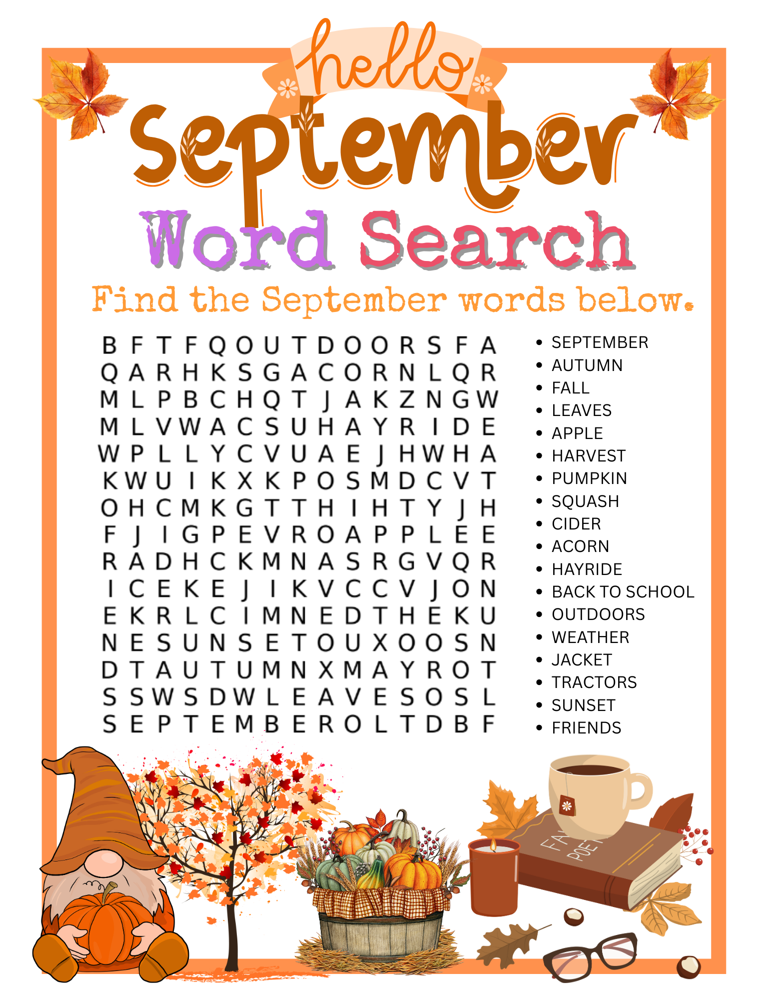 hello
september
Word Search
Find the September words below.
B F T F Q O U T D O O R S F A
Q A R H K S G A C O R N L Q R
M L P B C H Q T J A K Z N G W
M L V W A C S U H A Y R I D E
W P L L Y C V U A E J H W H A
K W U I K X K P O S M D C V T
O H C M K G T T H I H T Y J H
F J I G P E V R O A P P L E E
R A D H C K M N A S R G V Q R
I C E K E J I K V C C V J O N
E K R L C I M N E D T H E K U
N E S U N S E T O U X O O S N
D T A U T U M N X M A Y R O T
S S W S D W L E A V E S O S L
S E P T E M B E R O L T D B F
• SEPTEMBER
• AUTUMN
• FALL
• LEAVES
• APPLE
• HARVEST
• PUMPKIN
• SQUASH
• CIDER
• ACORN
• HAYRIDE
• BACK TO SCHOOL
• OUTDOORS
• WEATHER
• JACKET
• TRACTORS
• SUNSET
• FRIENDS